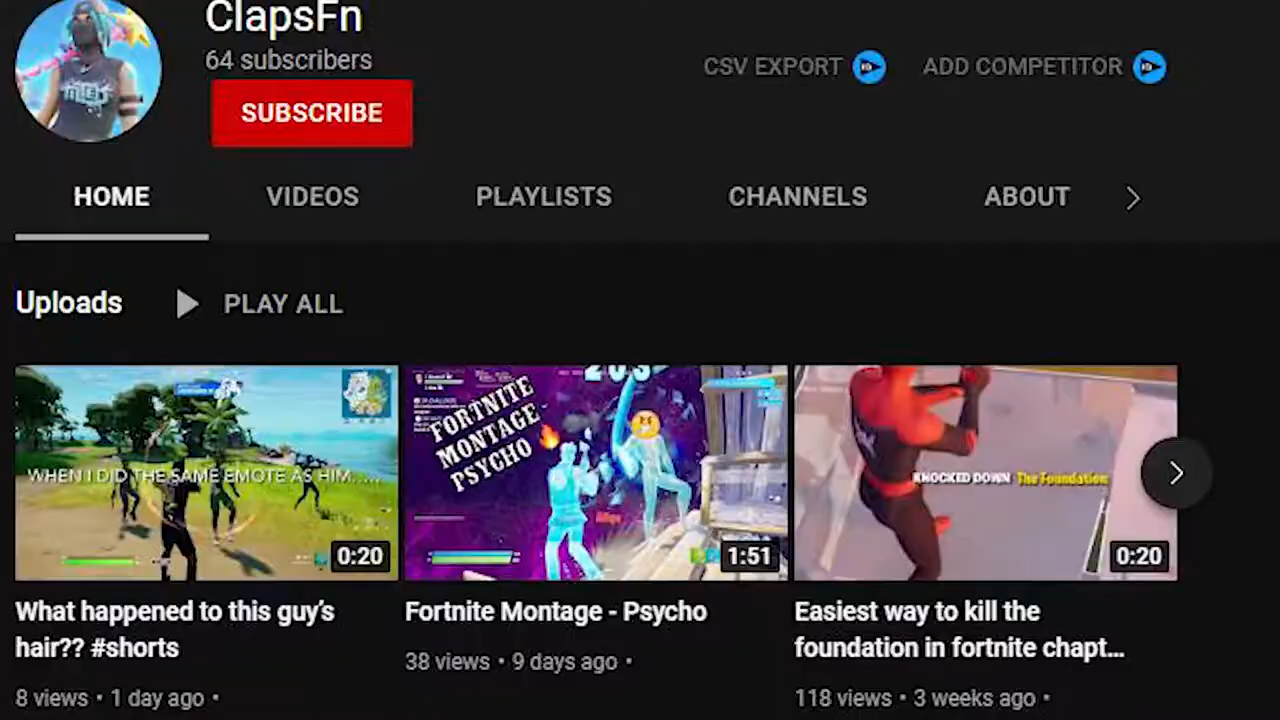 ClapsFn
64 subscribers
SUBSCRIBE
CSV EXPORT
ADD COMPETITOR
HOME
VIDEOS
PLAYLISTS
CHANNELS
ABOUT
Uploads
PLAY ALL
WHEN I DID THE SAME EMOTE AS HIM.....
0:20
FORTNITE
MONTAGE
PSYCHO
1:51
KNOCKED DOWN The Foundation
0:20
What happened to this guy's
hair?? #shorts
8 views • 1 day ago •
Fortnite Montage - Psycho
38 views • 9 days ago •
Easiest way to kill the
foundation in fortnite chapt...
118 views • 3 weeks ago •